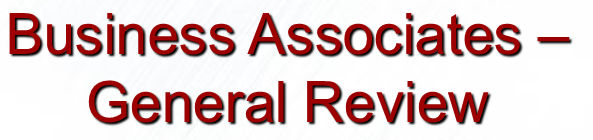 Business Associates –
General Review